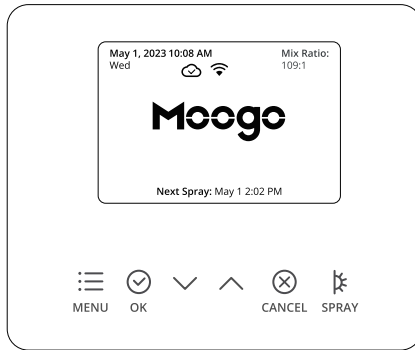 May 1, 2023 10:08 AM
Mix Ratio:
Wed
109:1
Moogo
Next Spray: May 1 2:02 PM
MENU
OK
CANCEL
SPRAY